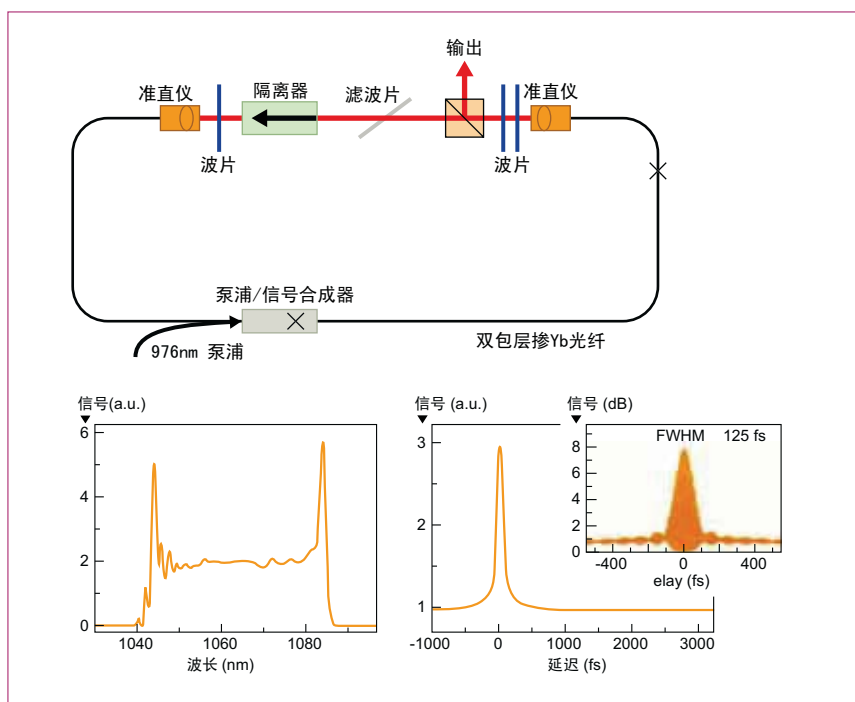 输出
准直仪
隔离器
滤波片
准直仪
波片
波片
泵浦/信号合成器
976nm 泵浦
双包层掺Yb光纤
信号(a.u.)
6
4
2
0
1040
1060
1080
波长 (nm)
信号 (a.u.)
3
2
1
-1000
0
1000
2000
3000
延迟 (fs)
信号 (dB)
FWHM 125 fs
8
6
4
2
0
-400
0
400
elay (fs)